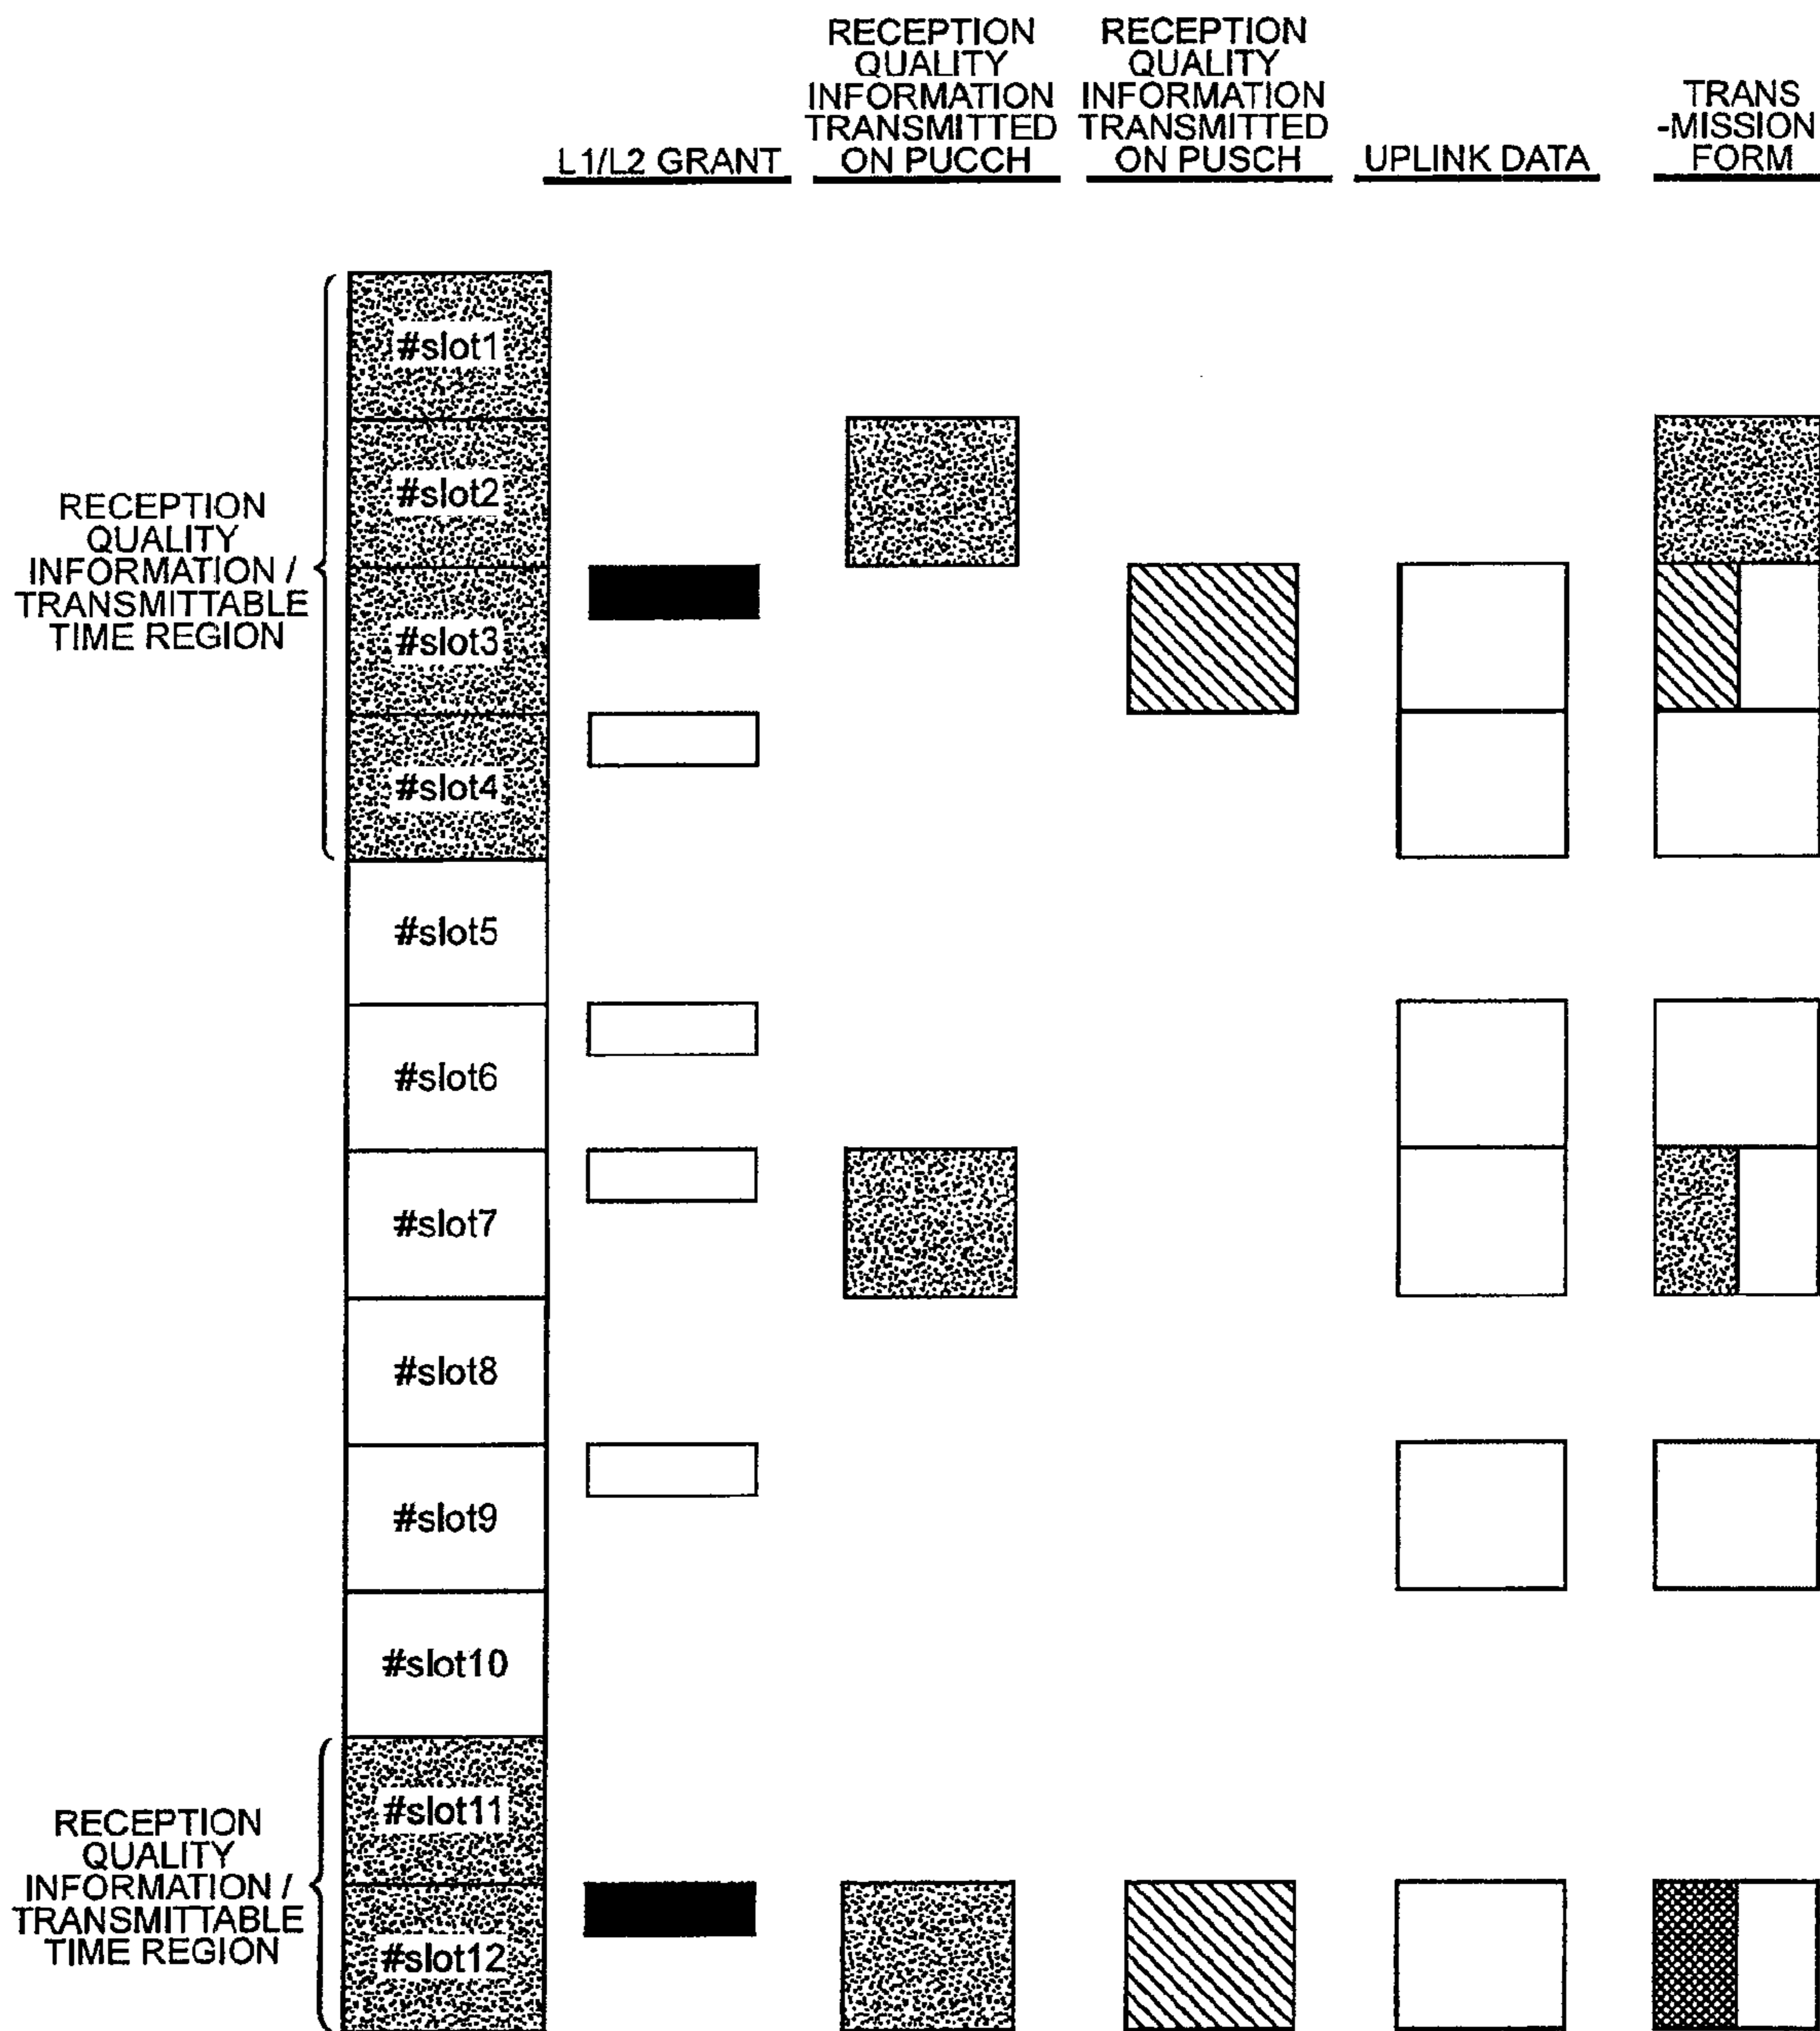 RECEPTION
QUALITY
INFORMATION
TRANSMITTED
ON PUCCH
RECEPTION
QUALITY
INFORMATION
TRANSMITTED
ON PUSCH
TRANS
-MISSION
FORM
L1/L2 GRANT
UPLINK DATA
RECEPTION
QUALITY
INFORMATION /
TRANSMITTABLE
TIME REGION
#slot1
#slot2
#slot3
#slot4
#slot5
#slot6
#slot7
#slot8
#slot9
#slot10
RECEPTION
QUALITY
INFORMATION /
TRANSMITTABLE
TIME REGION
#slot11
#slot12